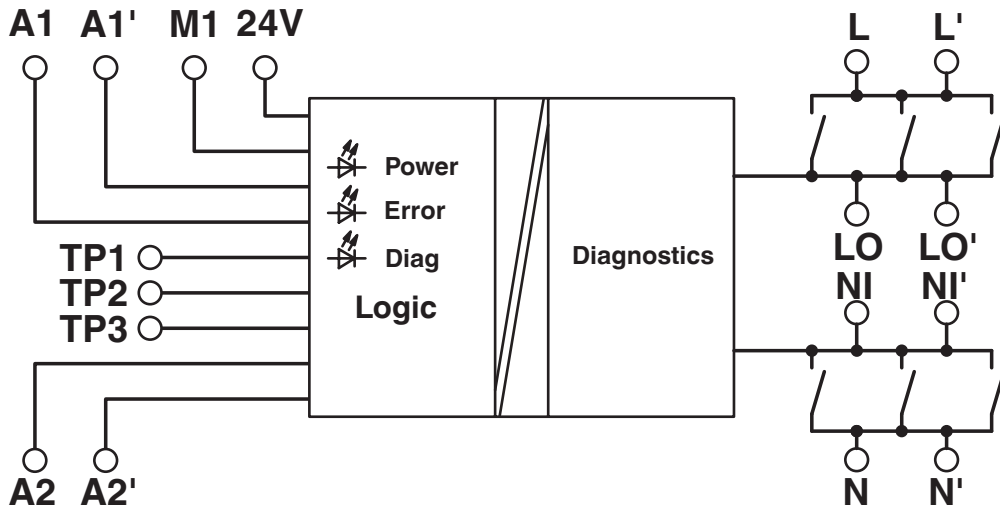 A1 A1' M1 24V
L L'
Power
Error
TP1
Diag
TP2
Logic
TP3
Diagnostics
LO LO'
NI NI'
A2 A2'
N N'